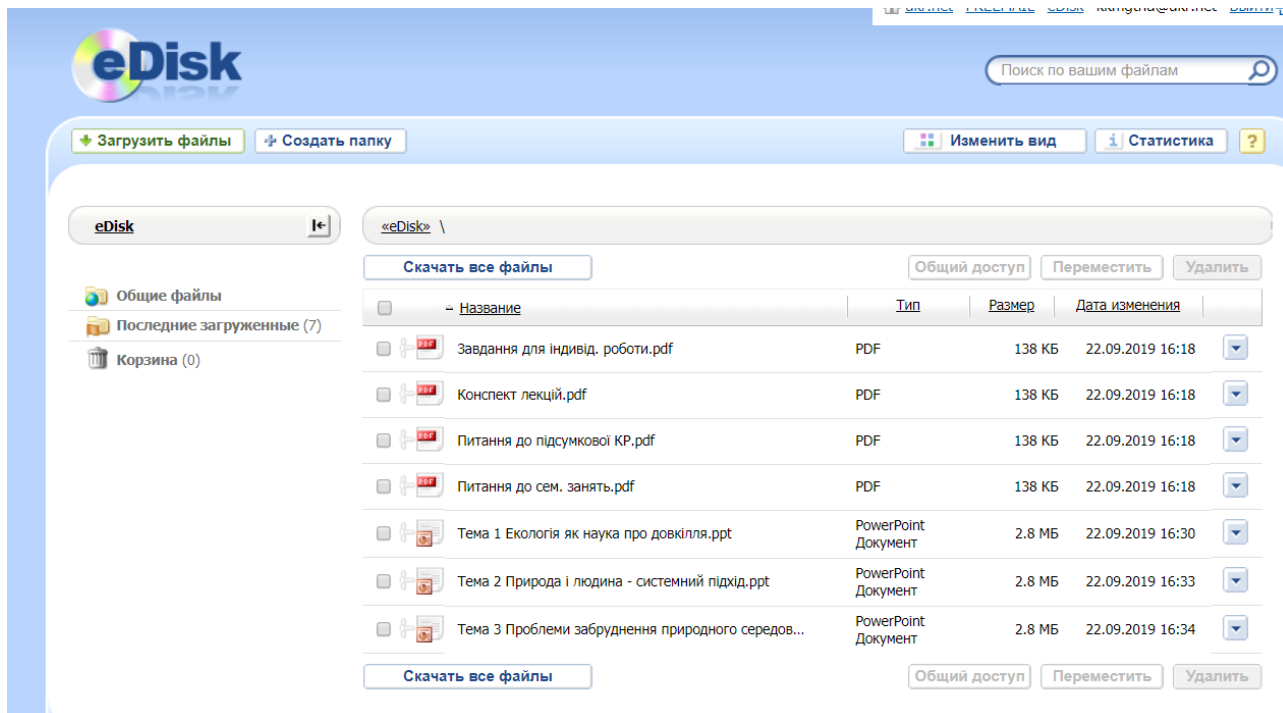 ukr.net FREEMAIL eDisk
eDisk
Поиск по вашим файлам
Загрузить файлы Создать папку Изменить вид Статистика ?
eDisk «eDisk» \
Скачать все файлы Общий доступ Переместить Удалить
Общие файлы
Последние загруженные (7)
Корзина (0)
Название Тип Размер Дата изменения
Завдання для індивід. роботи.pdf PDF 138 КБ 22.09.2019 16:18
Конспект лекцій.pdf PDF 138 КБ 22.09.2019 16:18
Питання до підсумкової КР.pdf PDF 138 КБ 22.09.2019 16:18
Питання до сем. занять.pdf PDF 138 КБ 22.09.2019 16:18
Тема 1 Екологія як наука про довкілля.ppt PowerPoint Документ 2.8 МБ 22.09.2019 16:30
Тема 2 Природа і людина - системний підхід.ppt PowerPoint Документ 2.8 МБ 22.09.2019 16:33
Тема 3 Проблеми забруднення природного середов... PowerPoint Документ 2.8 МБ 22.09.2019 16:34
Скачать все файлы Общий доступ Переместить Удалить